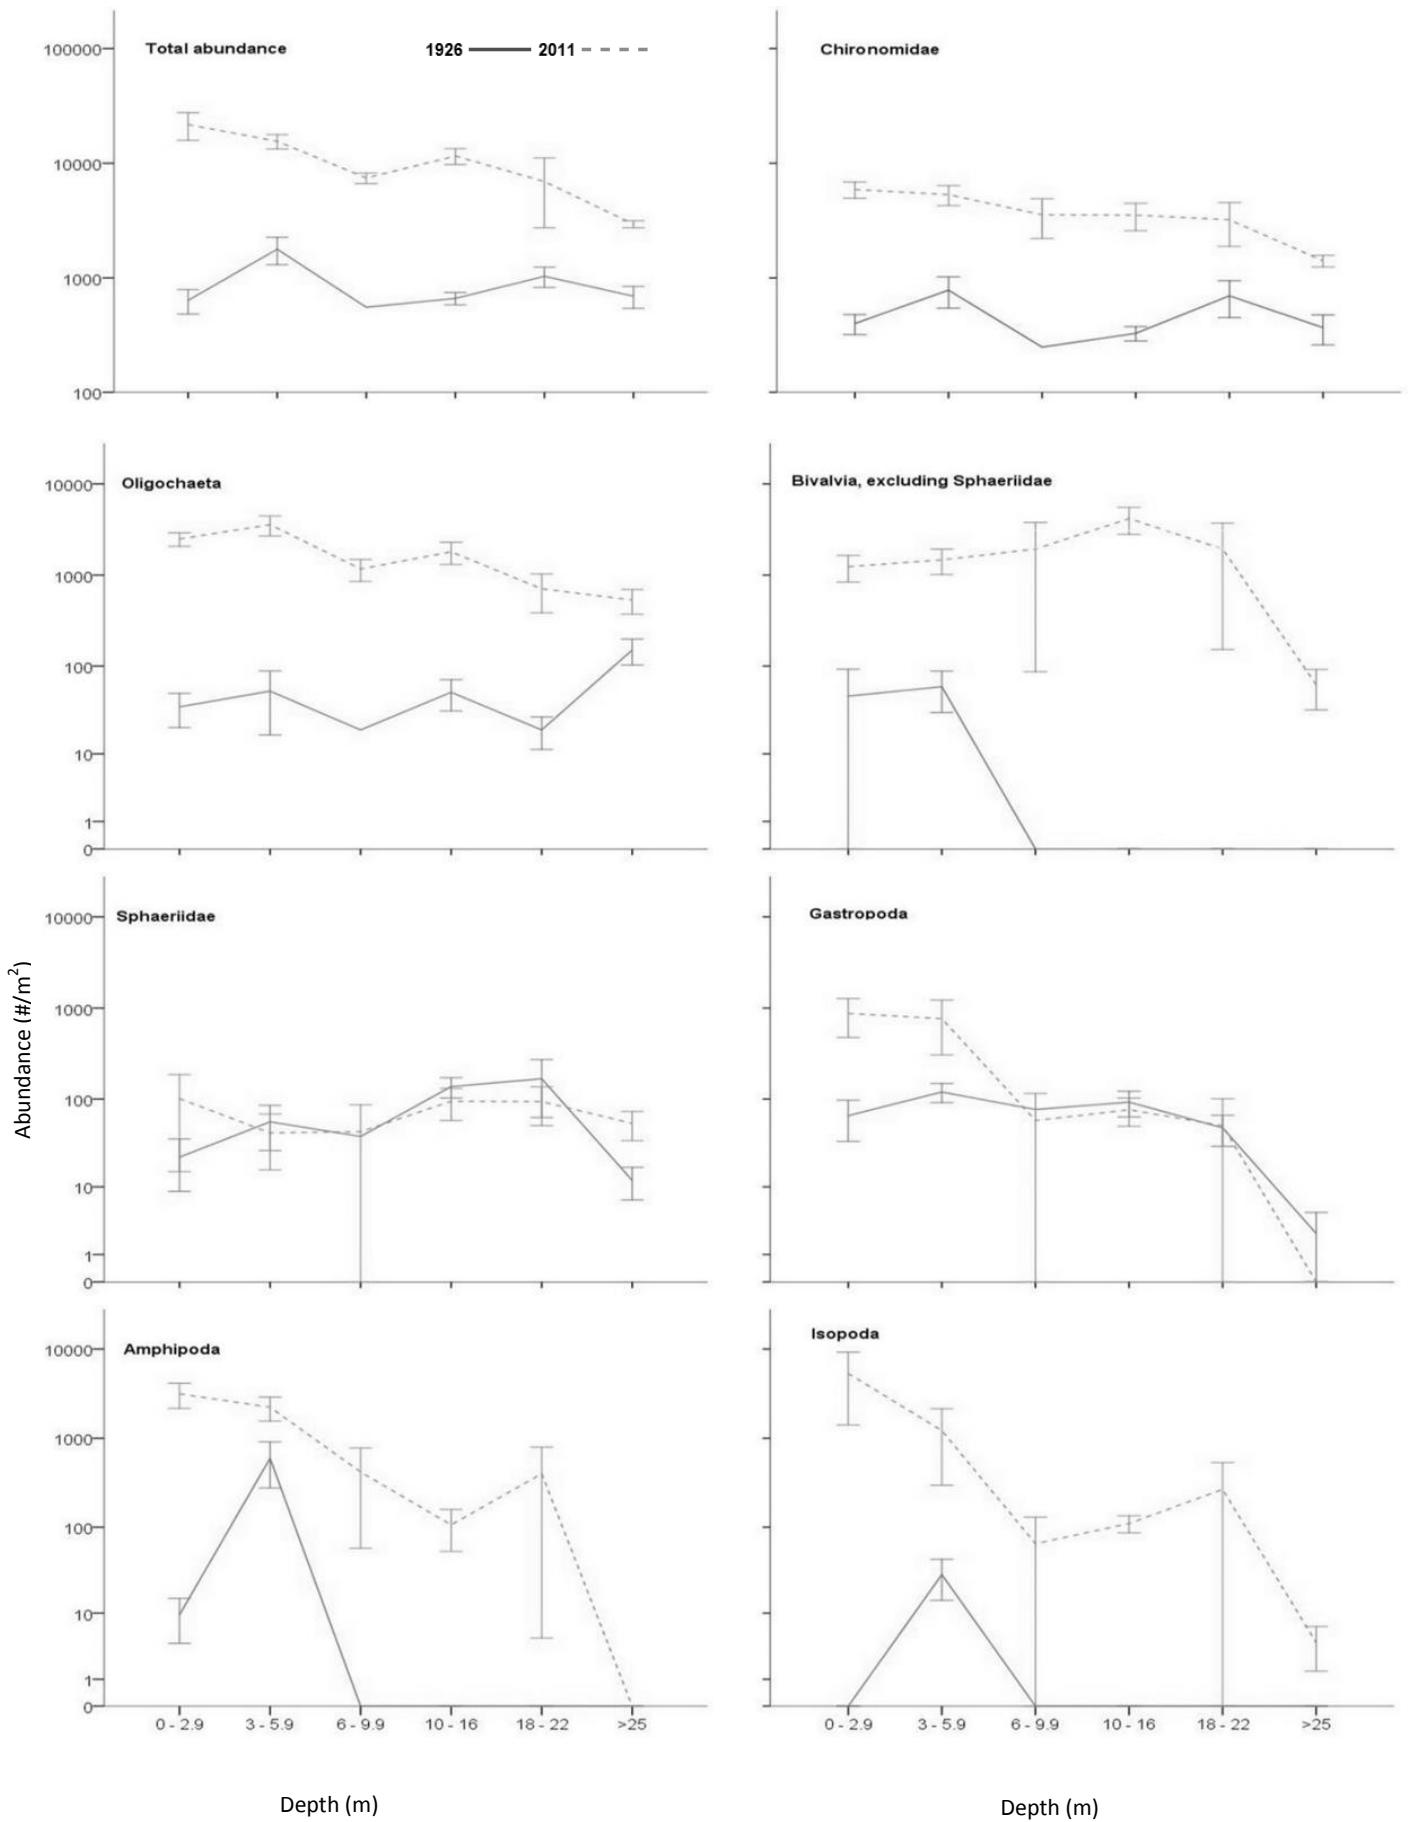 Total abundance
1926
2011
100000
10000
1000
100
Chironomidae
Oligochaeta
10000
1000
100
10
1
0
Bivalvia, excluding Sphaeriidae
Sphaeriidae
10000
1000
100
10
1
0
Gastropoda
Abundance (#/m²)
Amphipoda
10000
1000
100
10
1
0
0 - 2.9 3 - 5.9 6 - 9.9 10 - 16 18 - 22 >25
Isopoda
0 - 2.9 3 - 5.9 6 - 9.9 10 - 16 18 - 22 >25
Depth (m)
Depth (m)